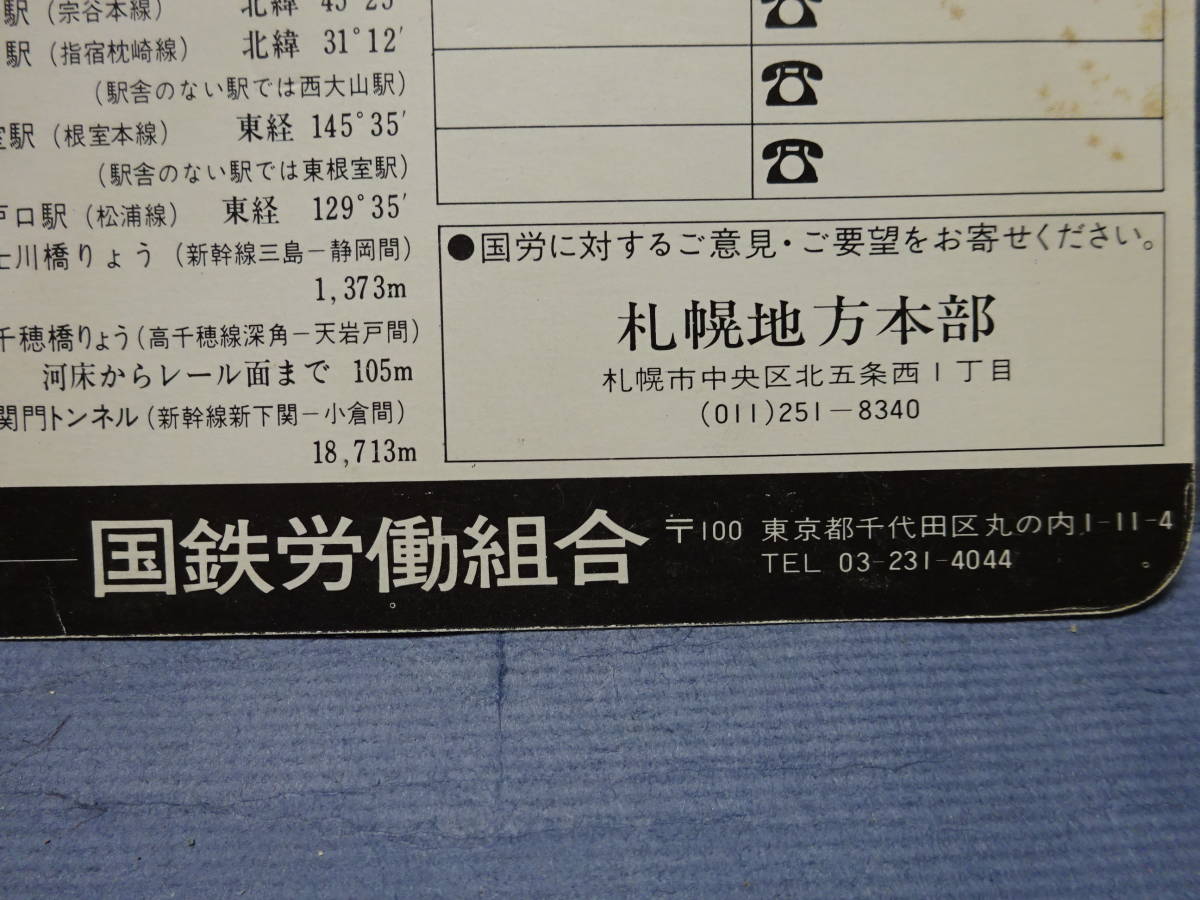 駅（宗谷本線）　北緯 45°25′
駅（指宿枕崎線）　北緯 31°12′
（駅舎のない駅では西大山駅）
室駅（根室本線）　東経 145°35′
（駅舎のない駅では東根室駅）
戸口駅（松浦線）　東経 129°35′
士川橋りょう（新幹線三島－静岡間）
1,373m
千穂橋りょう（高千穂線深角－天岩戸間）
河床からレール面まで 105m
関門トンネル（新幹線新下関－小倉間）
18,713m
☎
☎
☎
●国労に対するご意見・ご要望をお寄せください。
札幌地方本部
札幌市中央区北五条西1丁目
(011)251－8340
国鉄労働組合
〒100 東京都千代田区丸の内1-11-4
TEL 03-231-4044